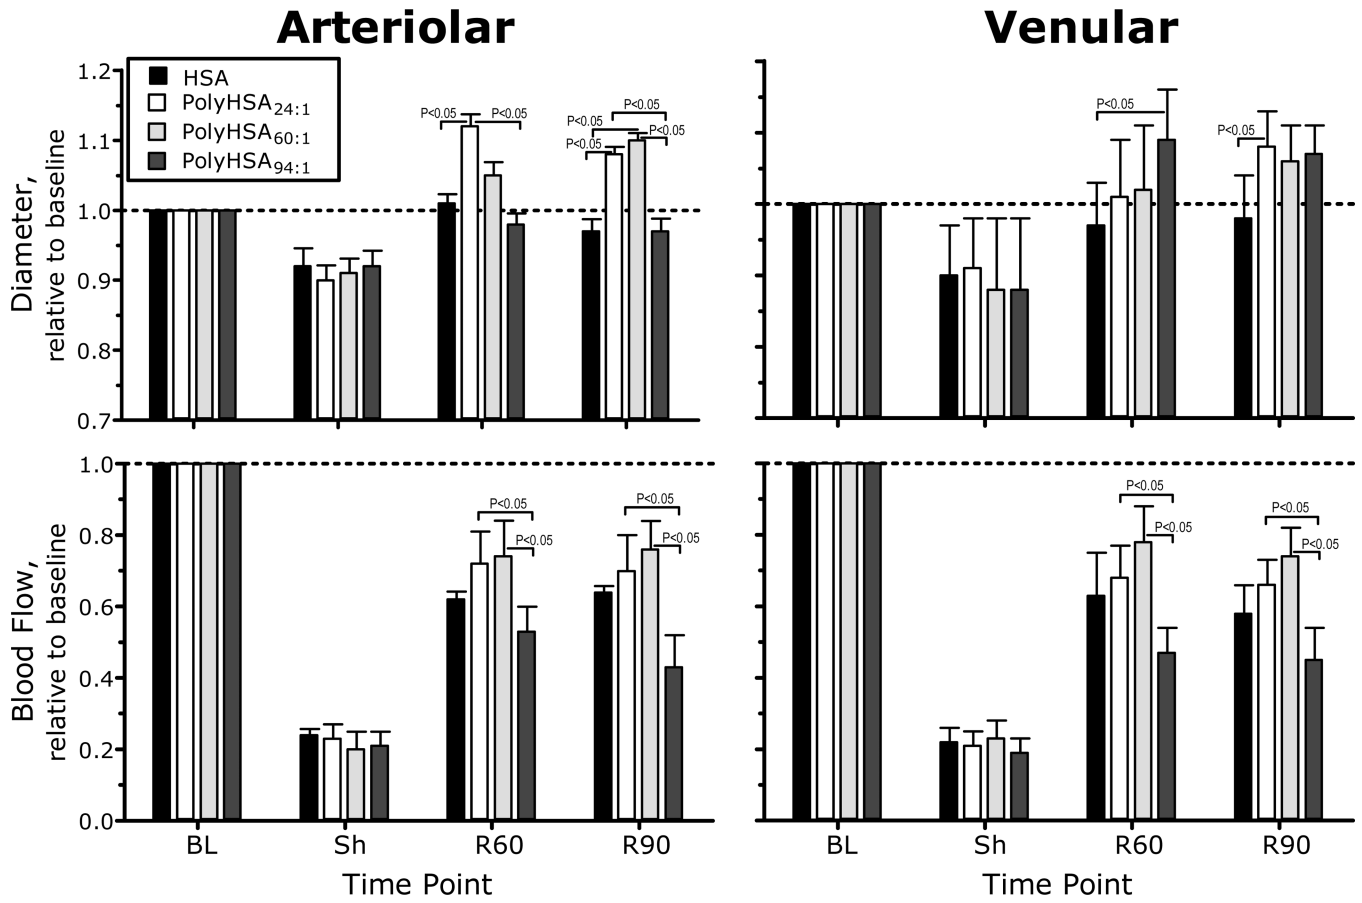 Arteriolar
Venular
HSA
PolyHSA24:1
PolyHSA60:1
PolyHSA94:1
Diameter,
relative to baseline
1.2
1.1
1.0
0.9
0.8
0.7
P<0.05
P<0.05
P<0.05
P<0.05
P<0.05
P<0.05
P<0.05
P<0.05
Blood Flow,
relative to baseline
1.0
0.8
0.6
0.4
0.2
0.0
P<0.05
P<0.05
P<0.05
P<0.05
P<0.05
P<0.05
P<0.05
P<0.05
BL
Sh
R60
R90
BL
Sh
R60
R90
Time Point
Time Point